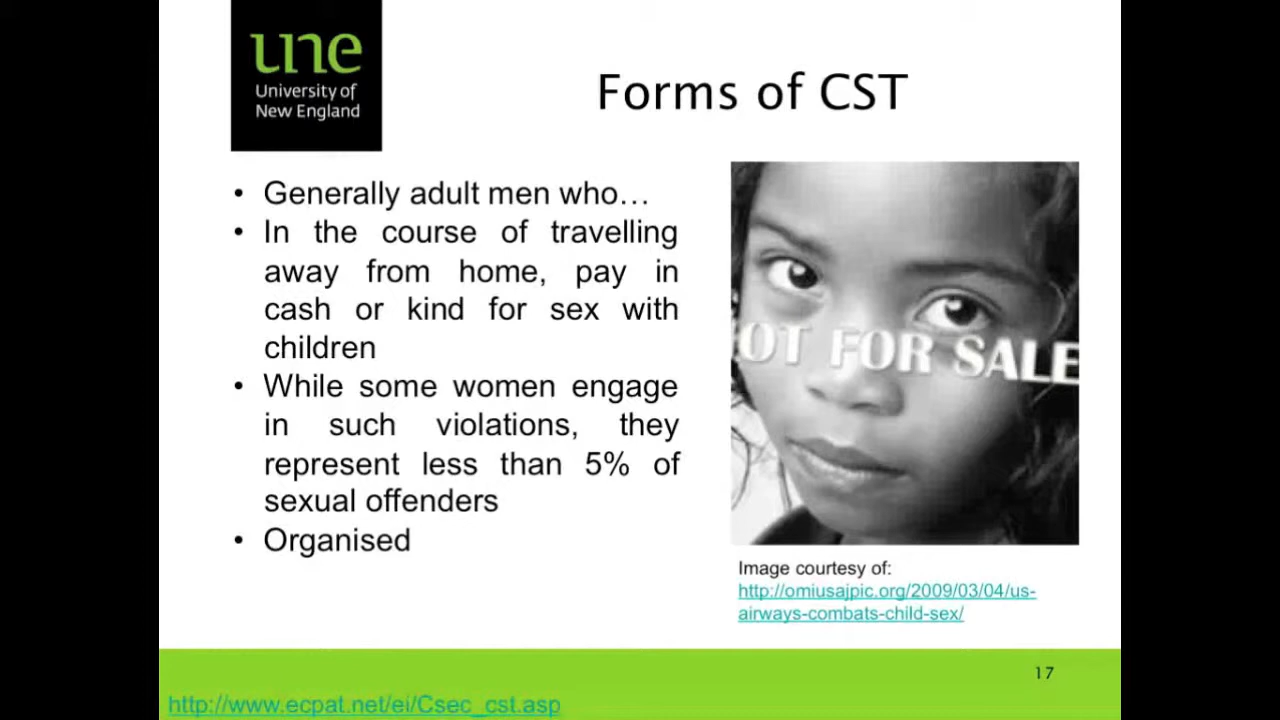 une
University of
New England
Forms of CST
• Generally adult men who…
• In the course of travelling
away from home, pay in
cash or kind for sex with
children
• While some women engage
in such violations, they
represent less than 5% of
sexual offenders
• Organised
OT FOR SALE
Image courtesy of:
http://omiusajpic.org/2009/03/04/us-
airways-combats-child-sex/
17
http://www.ecpat.net/ei/Csec_cst.asp